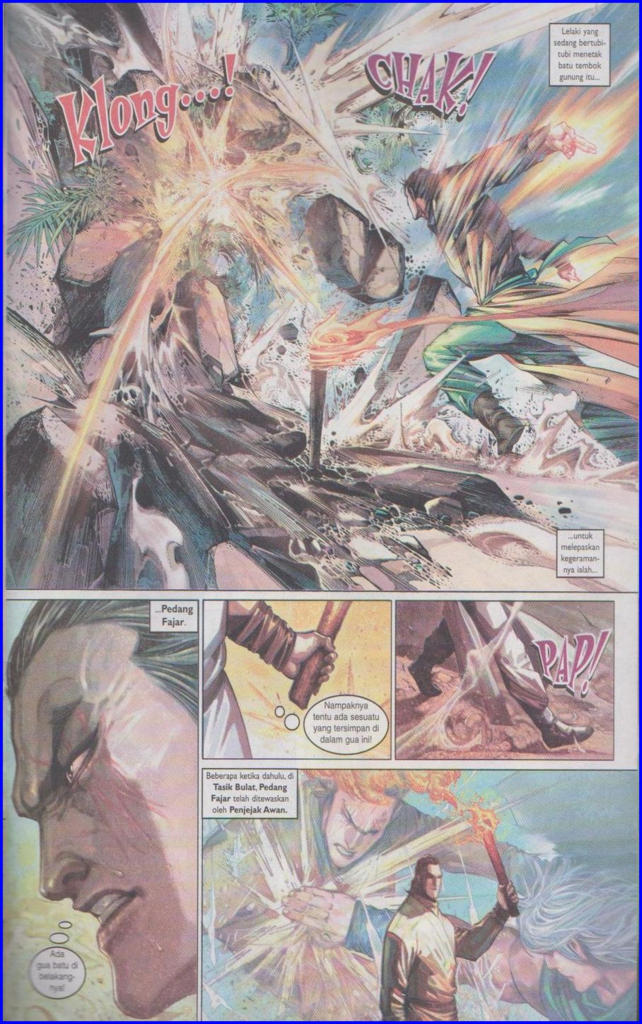 Lelaki yang
sedang bertubi-
tubi menetak
batu tembok
gunung itu...
Klong...!
CHAK!
...untuk
melepaskan
kegeraman-
nya ialah...
...Pedang
Fajar.
Ada
gua batu di
belakang-
nya!
Nampaknya
tentu ada sesuatu
yang tersimpan di
dalam gua ini!
PAP!
Beberapa ketika dahulu, di
Tasik Bulat, Pedang
Fajar telah ditewaskan
oleh Penjejak Awan.